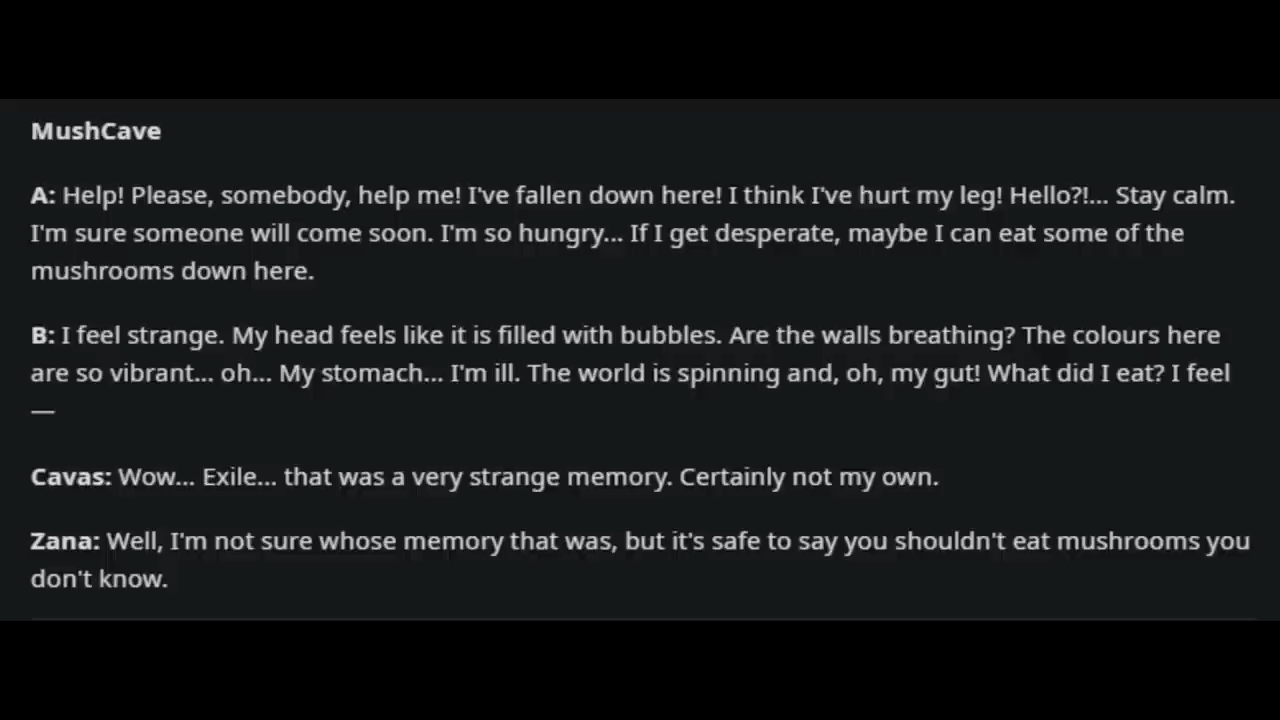 MushCave
A: Help! Please, somebody, help me! I've fallen down here! I think I've hurt my leg! Hello?!... Stay calm.
I'm sure someone will come soon. I'm so hungry... If I get desperate, maybe I can eat some of the
mushrooms down here.
B: I feel strange. My head feels like it is filled with bubbles. Are the walls breathing? The colours here
are so vibrant... oh... My stomach... I'm ill. The world is spinning and, oh, my gut! What did I eat? I feel
—
Cavas: Wow... Exile... that was a very strange memory. Certainly not my own.
Zana: Well, I'm not sure whose memory that was, but it's safe to say you shouldn't eat mushrooms you
don't know.